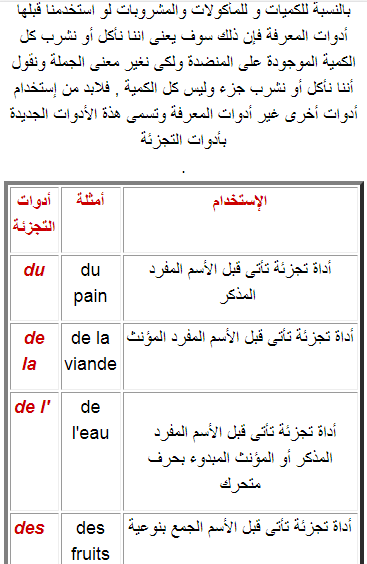 بالنسبة للكميات و للمأكولات والمشروبات لو استخدمنا قبلها
أدوات المعرفة فإن ذلك سوف يعنى اننا نأكل أو نشرب كل
الكمية الموجودة على المنضدة ولكى نغير معنى الجملة ونقول
أننا نأكل أو نشرب جزء وليس كل الكمية , فلابد من إستخدام
أدوات أخرى غير أدوات المعرفة وتسمى هذة الأدوات الجديدة
بأدوات التجزئة
.
أدوات التجزئة أمثلة الإستخدام
du du pain أداة تجزئة تأتى قبل الأسم المفرد المذكر
de la de la viande أداة تجزئة تأتى قبل الأسم المفرد المؤنث
de l' de l'eau أداة تجزئة تأتى قبل الأسم المفرد المذكر أو المؤنث المبدوء بحرف متحرك
des des fruits أداة تجزئة تأتى قبل الأسم الجمع بنوعية